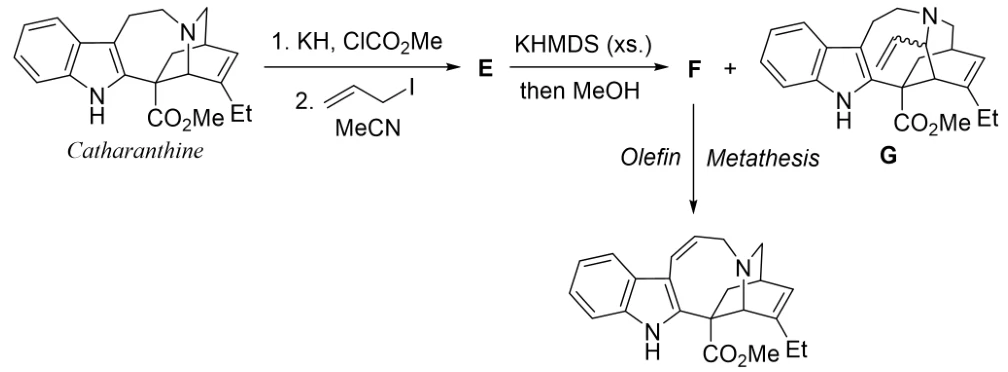 1. KH, ClCO₂Me
2.
I
MeCN
E
KHMDS (xs.)
then MeOH
F +
N
N
H
CO₂Me
Et
Catharanthine
N
N
H
CO₂Me
Et
G
Olefin Metathesis
N
N
H
CO₂Me
Et